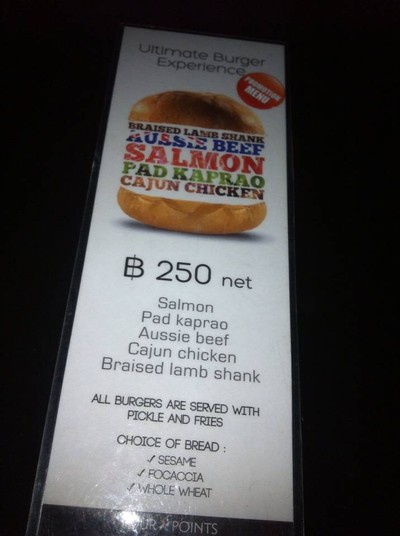 Ultimate Burger
Experience
PROMOTION
MENU
BRAISED LAMB SHANK
AUSSIE BEEF
SALMON
PAD KAPRAO
CAJUN CHICKEN
฿ 250 net
Salmon
Pad kaprao
Aussie beef
Cajun chicken
Braised lamb shank
ALL BURGERS ARE SERVED WITH
PICKLE AND FRIES
CHOICE OF BREAD :
✓ SESAME
✓ FOCACCIA
✓ WHOLE WHEAT
POINTS